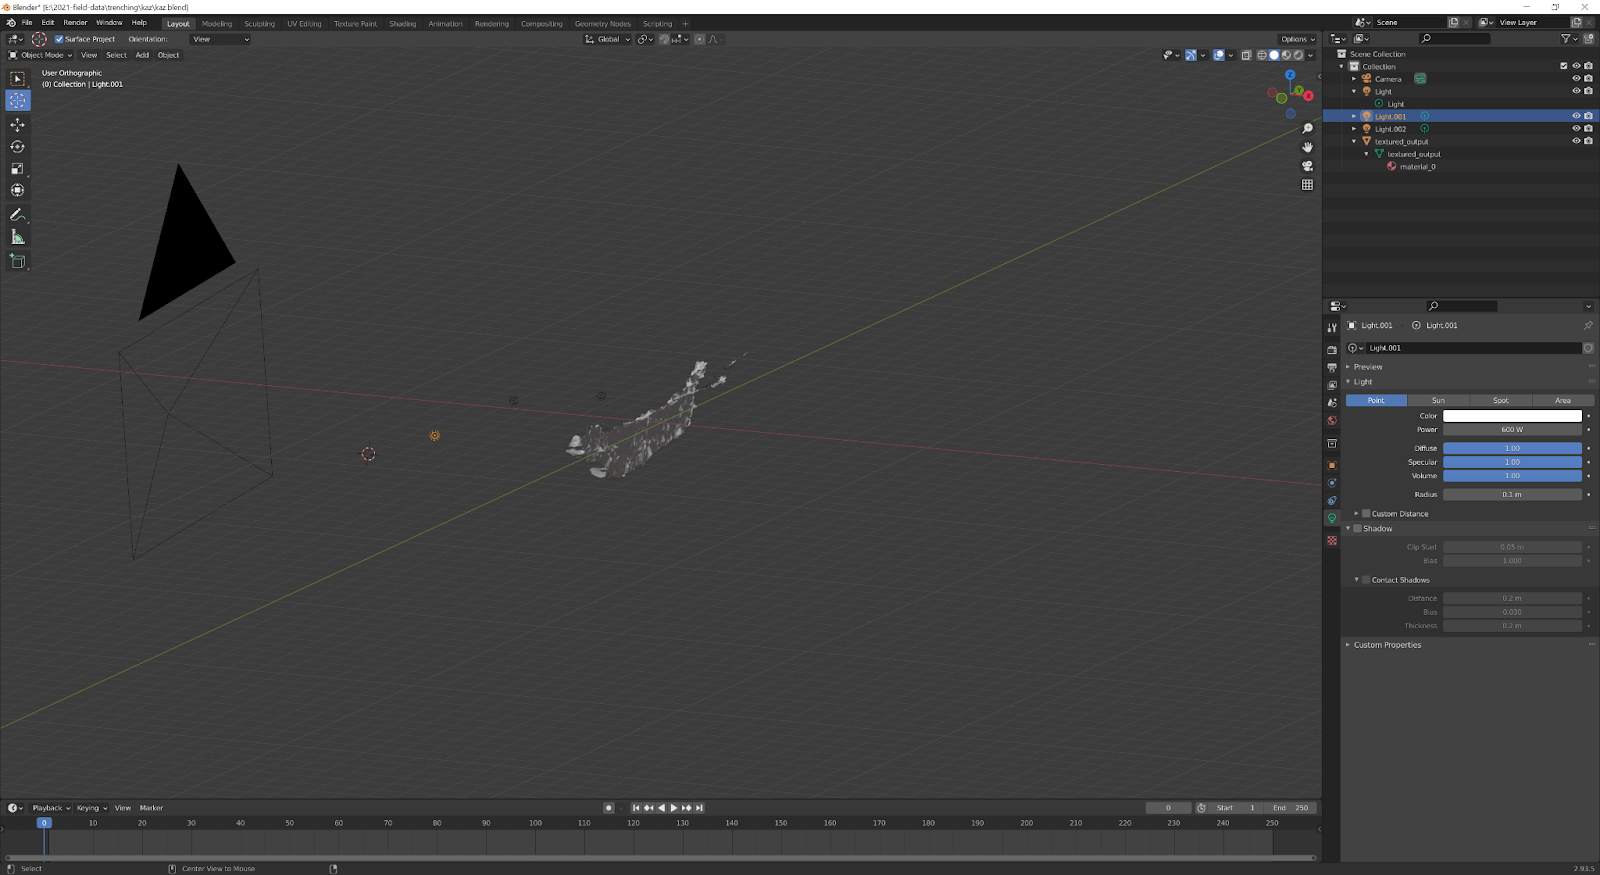 Blender* [E:\2021-field-data\trenching\kaz\kaz.blend]
File Edit Render Window Help Layout Modeling Sculpting UV Editing Texture Paint Shading Animation Rendering Compositing Geometry Nodes Scripting + Scene View Layer
Surface Project Orientation: View Global Options
Object Mode View Select Add Object
User Orthographic
(0) Collection | Light.001
Z
Y
X
Scene Collection
Collection
Camera
Light
Light
Light.001
Light.002
textured_output
textured_output
material_0
Light.001 Light.001
Light.001
Preview
Light
Point Sun Spot Area
Color
Power 600 W
Diffuse 1.00
Specular 1.00
Volume 1.00
Radius 0.1 m
Custom Distance
Shadow
Clip Start 0.05 m
Bias 1.000
Contact Shadows
Distance 0.2 m
Bias 0.030
Thickness 0.2 m
Custom Properties
Playback Keying View Marker 0 Start 1 End 250
0 10 20 30 40 50 60 70 80 90 100 110 120 130 140 150 160 170 180 190 200 210 220 230 240 250
Select Center View to Mouse 2.93.5